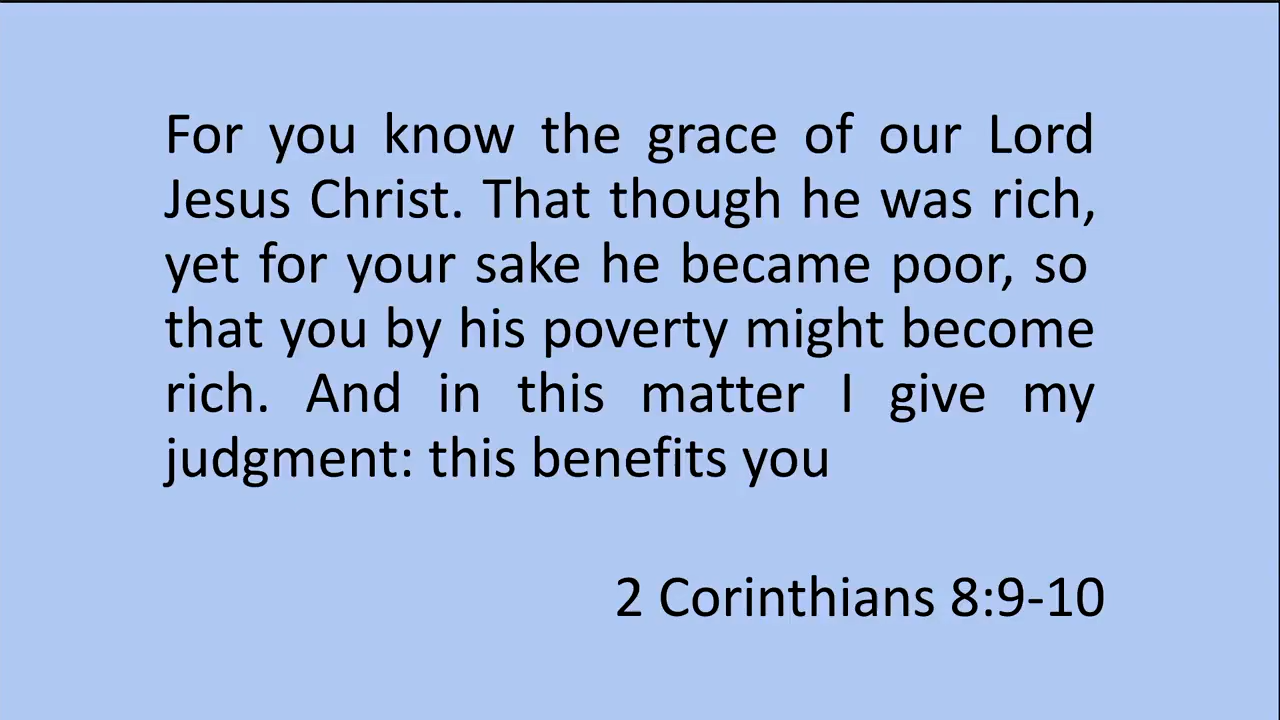 For you know the grace of our Lord
Jesus Christ. That though he was rich,
yet for your sake he became poor, so
that you by his poverty might become
rich. And in this matter I give my
judgment: this benefits you
2 Corinthians 8:9-10